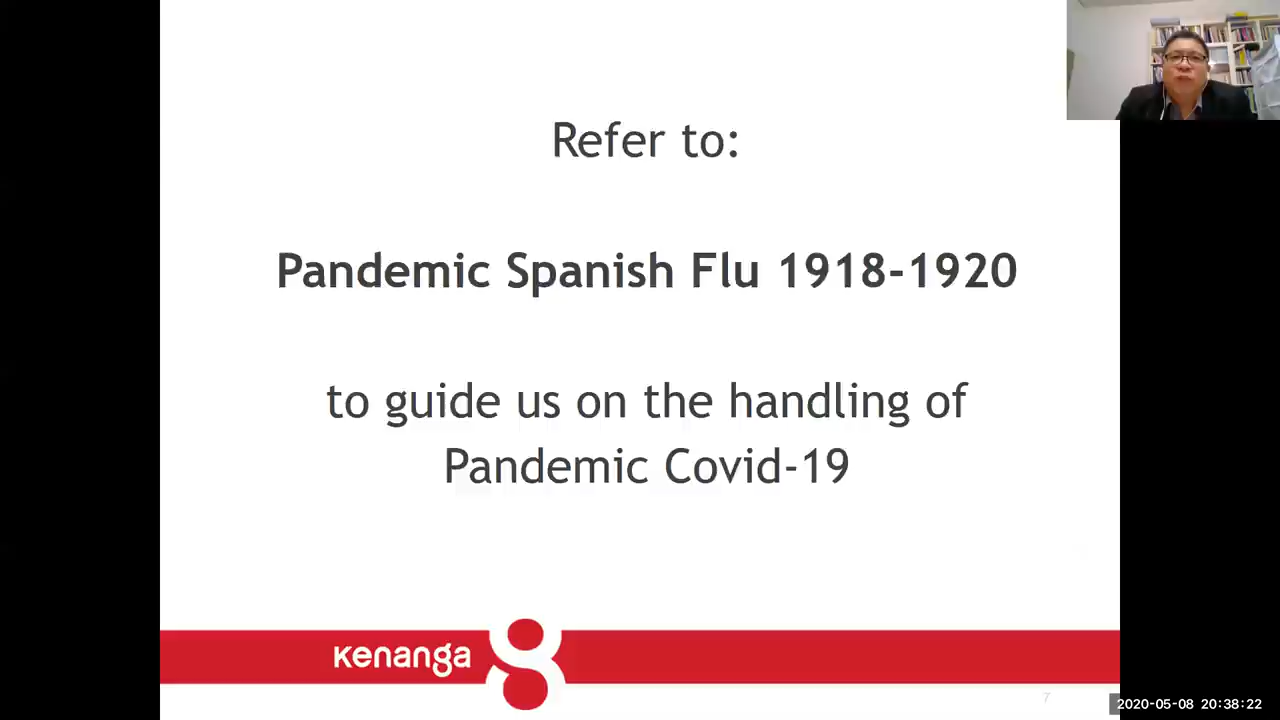 Refer to:
Pandemic Spanish Flu 1918-1920
to guide us on the handling of
Pandemic Covid-19
kenanga
7
2020-05-08 20:38:22